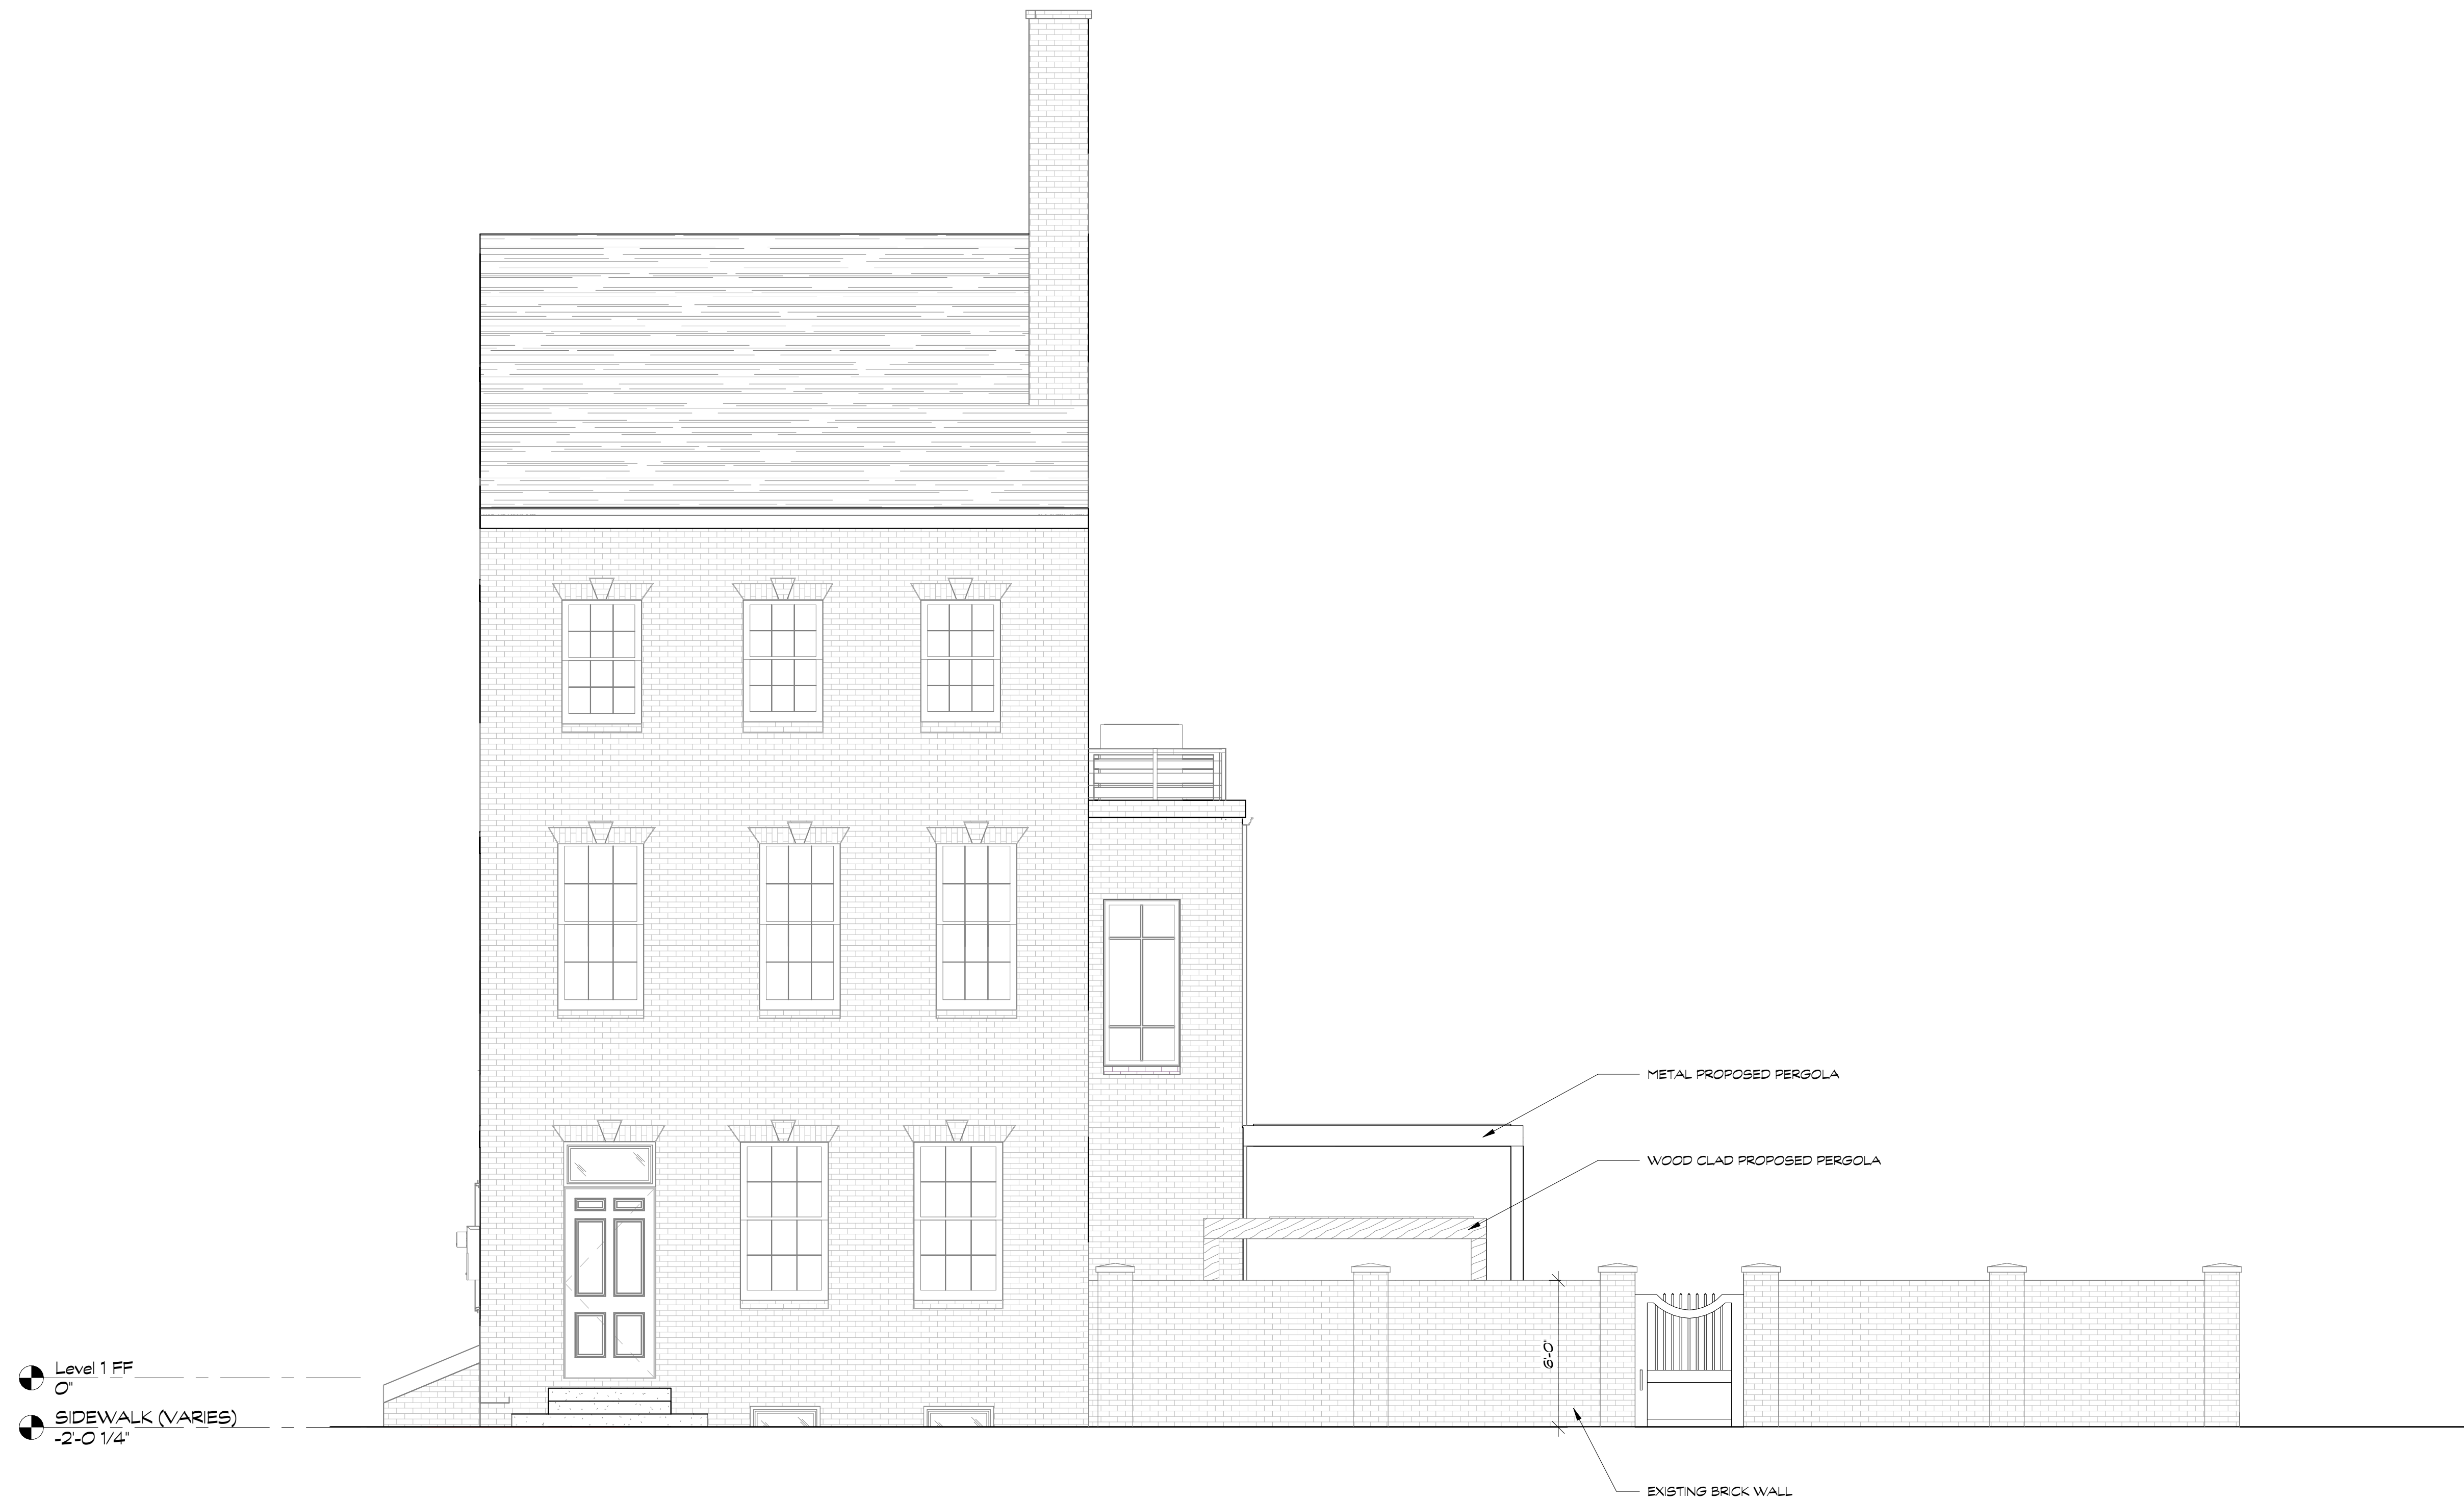 METAL PROPOSED PERGOLA
WOOD CLAD PROPOSED PERGOLA
6'-0"
Level 1 FF
0"
SIDEWALK (VARIES)
-2'-0 1/4"
EXISTING BRICK WALL